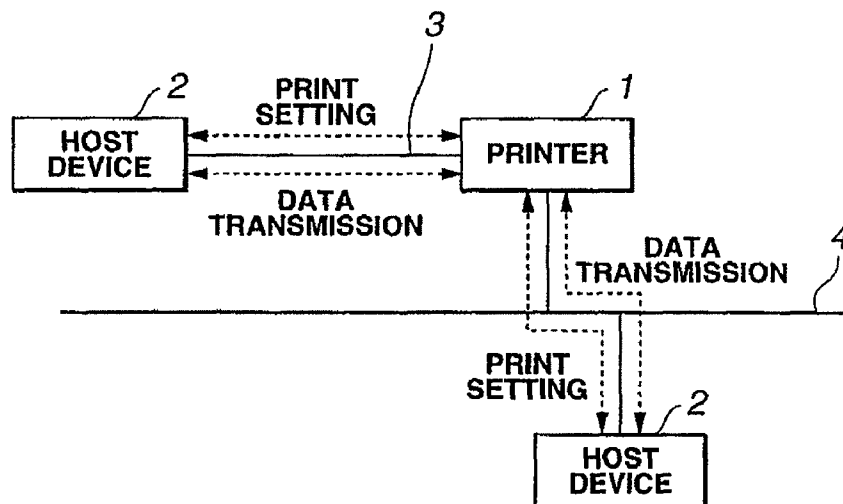 3
2
PRINT
SETTING
1
HOST
DEVICE
PRINTER
DATA
TRANSMISSION
DATA
TRANSMISSION
4
PRINT
SETTING
2
HOST
DEVICE